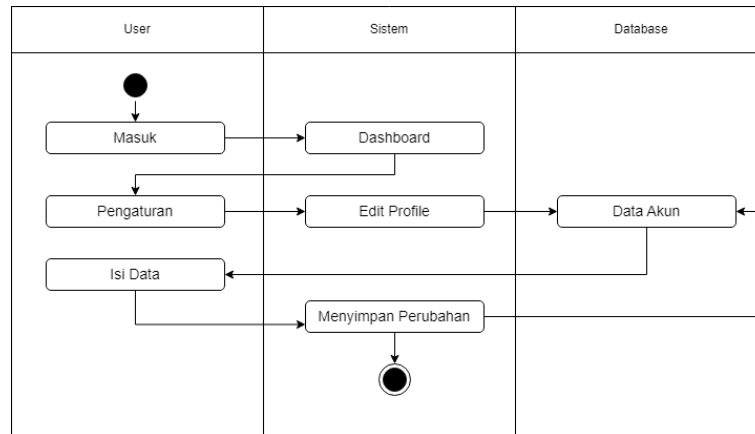 User
Sistem
Database
Masuk
Dashboard
Pengaturan
Edit Profile
Data Akun
Isi Data
Menyimpan Perubahan